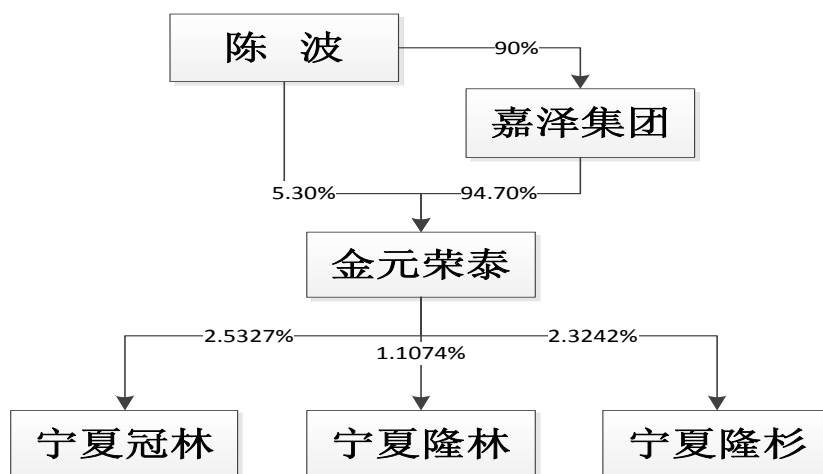 陈 波
90%
嘉泽集团
5.30%
94.70%
金元荣泰
2.5327%
1.1074%
2.3242%
宁夏冠林
宁夏隆林
宁夏隆杉